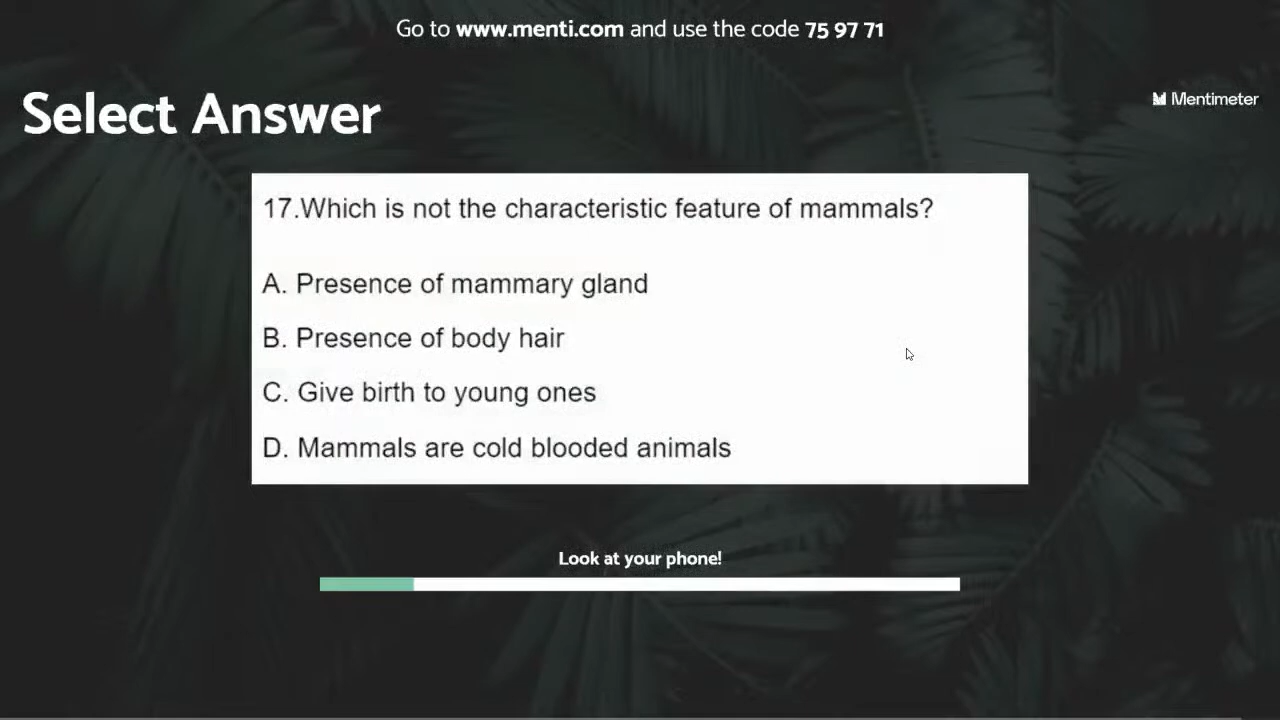 Go to www.menti.com and use the code 75 97 71
Select Answer
Mentimeter
17.Which is not the characteristic feature of mammals?
A. Presence of mammary gland
B. Presence of body hair
C. Give birth to young ones
D. Mammals are cold blooded animals
Look at your phone!